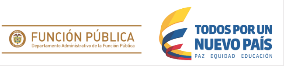 FUNCIÓN PÚBLICA
Departamento Administrativo de la Función Pública
TODOS POR UN
NUEVO PAÍS
PAZ EQUIDAD EDUCACIÓN